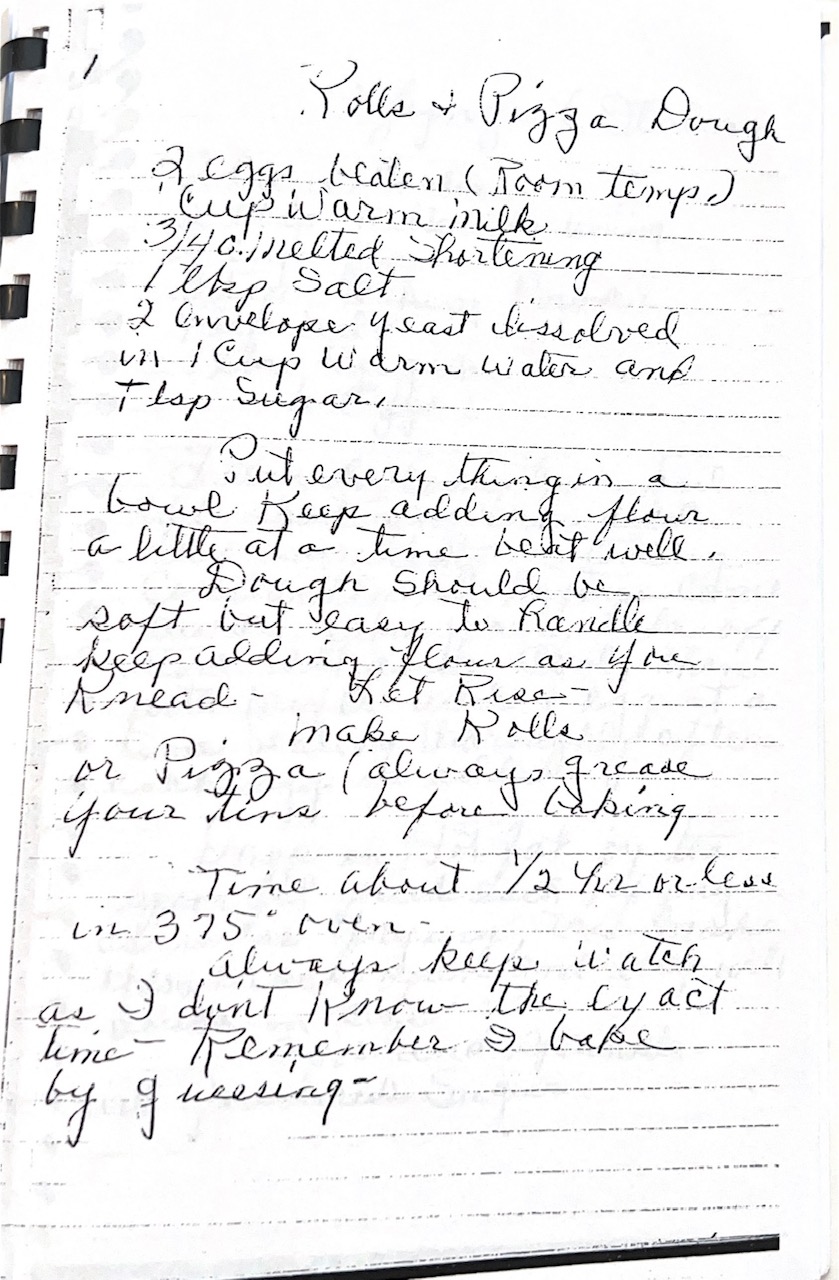 1
Rolls + Pizza Dough
2 eggs beaten (Room temp.)
1 Cup Warm milk
3/4 c. melted Shortening
1 tbsp Salt
2 Envelope yeast dissolved
in 1 Cup Warm Water and
1 tsp Sugar.
Put every thing in a
bowl Keep adding flour
a little at a time beat well.
Dough should be
soft but easy to handle
keep adding flour as you
Knead - Let Rise -
make Rolls
or Pizza (always grease
your tins before baking
Time about 1/2 hr or less
in 375° oven -
always keep watch
as I don't know the exact
time - Remember I bake
by guessing -